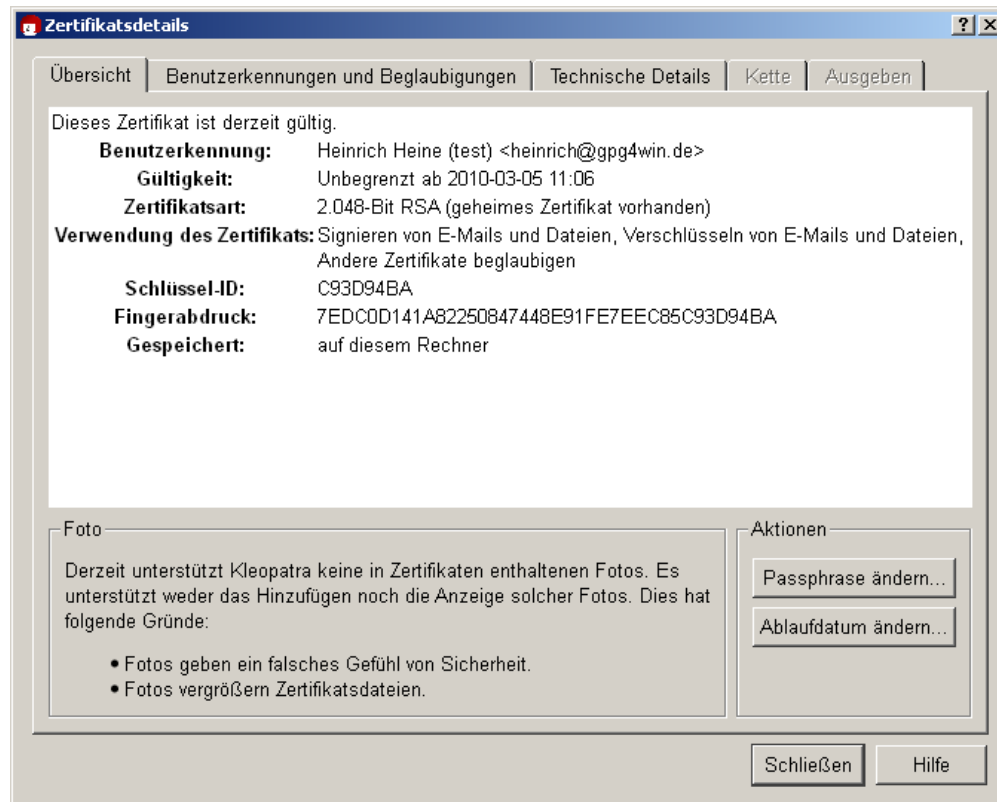 Zertifikatsdetails
Übersicht Benutzerkennungen und Beglaubigungen Technische Details Kette Ausgeben
Dieses Zertifikat ist derzeit gültig.
Benutzerkennung: Heinrich Heine (test) <heinrich@gpg4win.de>
Gültigkeit: Unbegrenzt ab 2010-03-05 11:06
Zertifikatsart: 2.048-Bit RSA (geheimes Zertifikat vorhanden)
Verwendung des Zertifikats: Signieren von E-Mails und Dateien, Verschlüsseln von E-Mails und Dateien,
Andere Zertifikate beglaubigen
Schlüssel-ID: C93D94BA
Fingerabdruck: 7EDC0D141A82250847448E91FE7EEC85C93D94BA
Gespeichert: auf diesem Rechner
Foto
Derzeit unterstützt Kleopatra keine in Zertifikaten enthaltenen Fotos. Es
unterstützt weder das Hinzufügen noch die Anzeige solcher Fotos. Dies hat
folgende Gründe:
• Fotos geben ein falsches Gefühl von Sicherheit.
• Fotos vergrößern Zertifikatsdateien.
Aktionen
Passphrase ändern...
Ablaufdatum ändern...
Schließen Hilfe